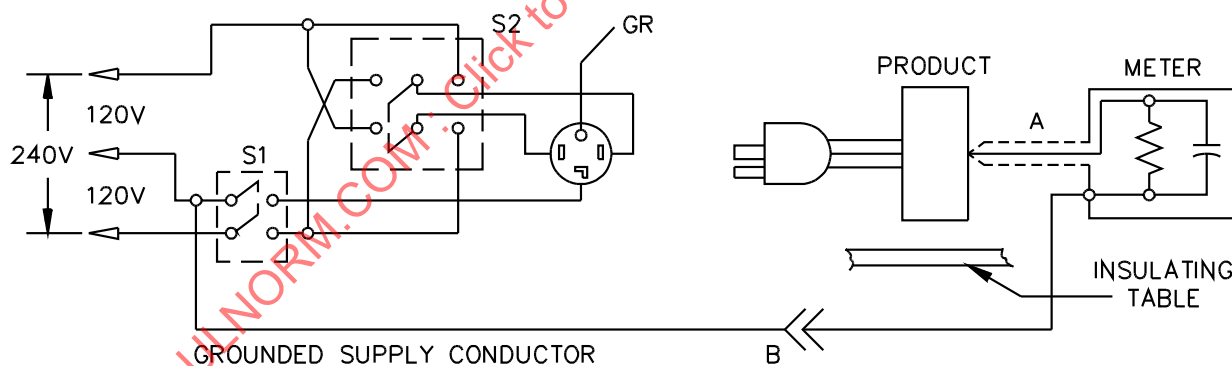 S2
GR
PRODUCT
METER
120V
A
240V
S1
120V
INSULATING
TABLE
GROUNDED SUPPLY CONDUCTOR
B
ULNORM.COM : Click to